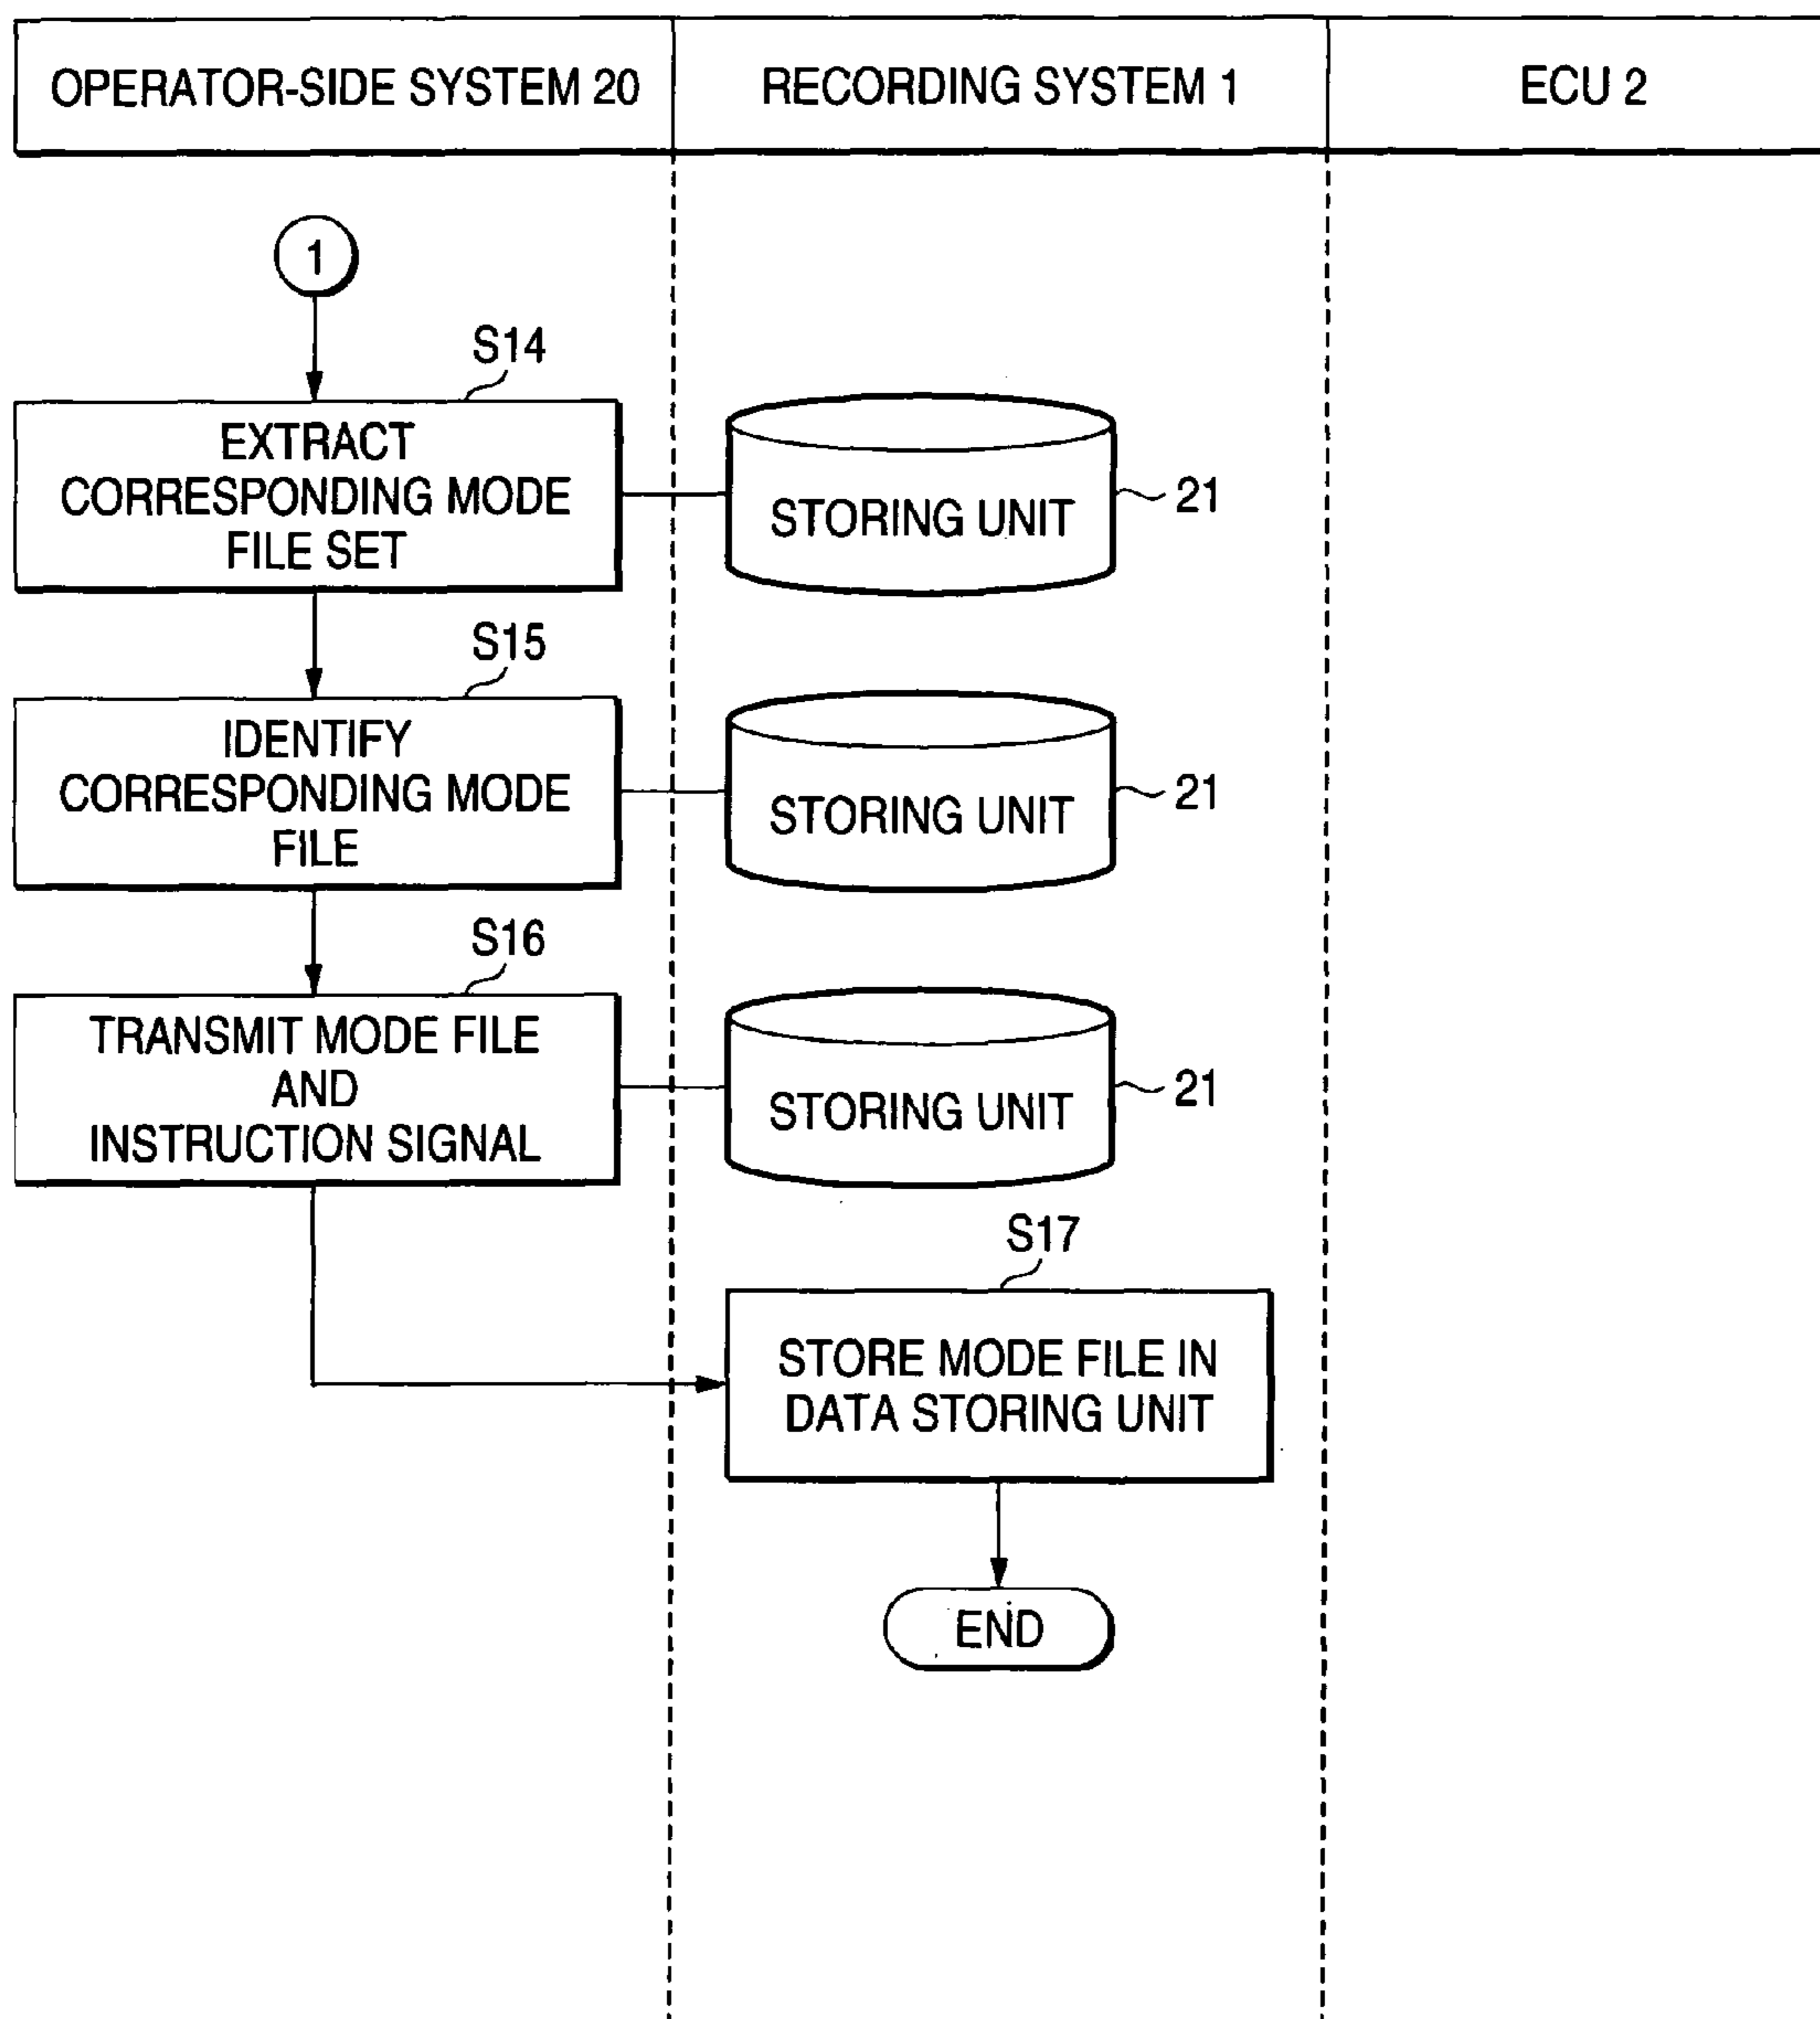 OPERATOR-SIDE SYSTEM 20
RECORDING SYSTEM 1
ECU 2
1
S14
EXTRACT
CORRESPONDING MODE
FILE SET
STORING UNIT
21
S15
IDENTIFY
CORRESPONDING MODE
FILE
STORING UNIT
21
S16
TRANSMIT MODE FILE
AND
INSTRUCTION SIGNAL
STORING UNIT
21
S17
STORE MODE FILE IN
DATA STORING UNIT
END